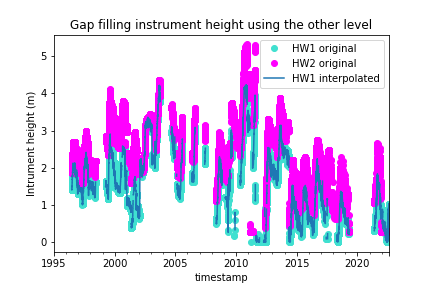 Gap filling instrument height using the other level
HW1 original
HW2 original
HW1 interpolated
Intrument height (m)
5
4
3
2
1
0
1995
2000
2005
2010
2015
2020
timestamp